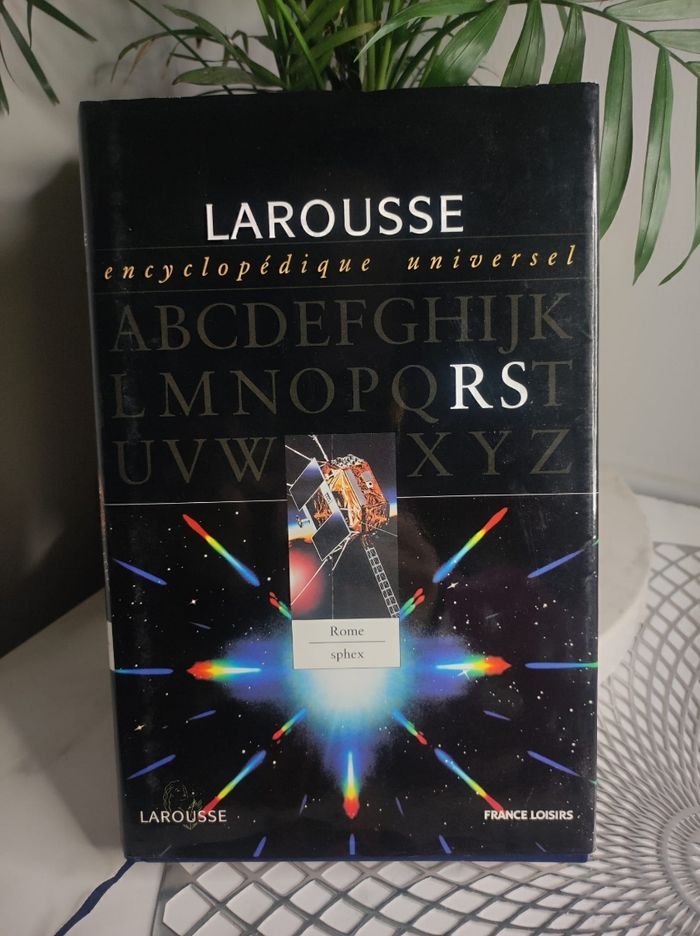 LAROUSSE
encyclopédique universel
ABCDEFGHIJK
LMNOPQRST
UVWXYZ
Rome
sphex
LAROUSSE
FRANCE LOISIRS